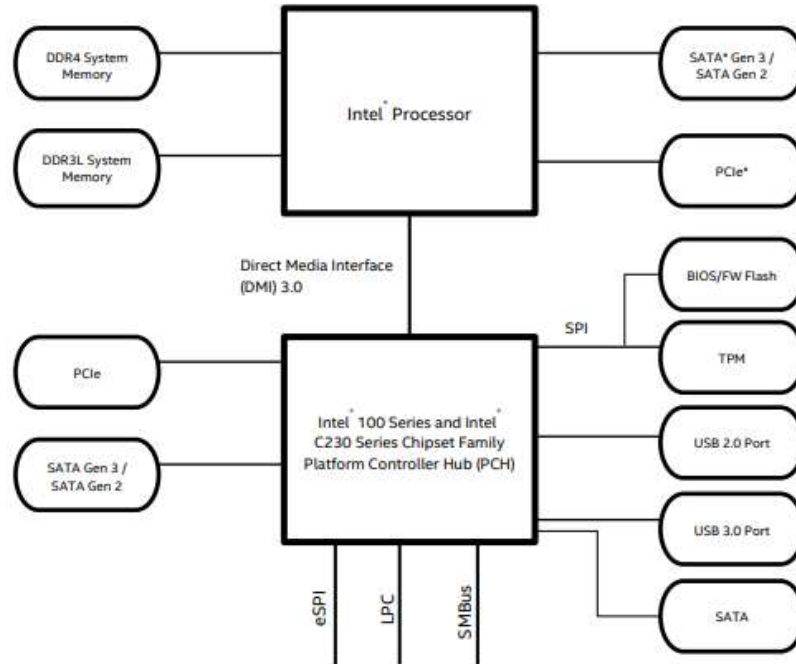 DDR4 System
Memory
DDR3L System
Memory
Intel® Processor
SATA* Gen 3 /
SATA Gen 2
PCIe*
Direct Media Interface
(DMI) 3.0
BIOS/FW Flash
SPI
TPM
PCIe
SATA Gen 3 /
SATA Gen 2
Intel® 100 Series and Intel®
C230 Series Chipset Family
Platform Controller Hub (PCH)
USB 2.0 Port
USB 3.0 Port
SATA
eSPI
LPC
SMBus